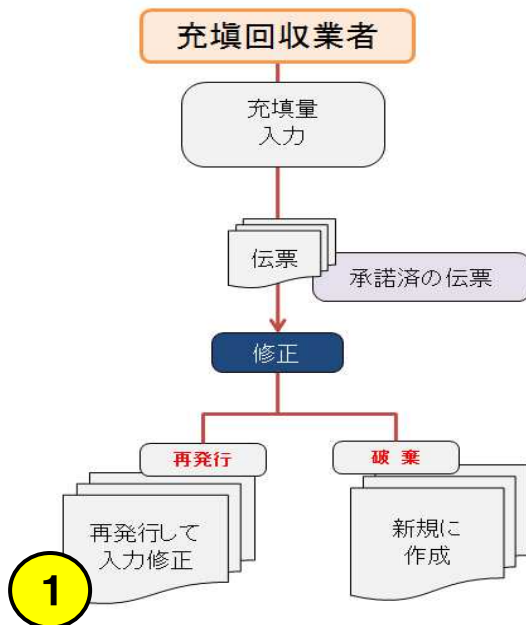 充塡回収業者
充填量
入力
伝票
承諾済の伝票
修正
再発行
破 棄
再発行して
入力修正
新規に
作成
1